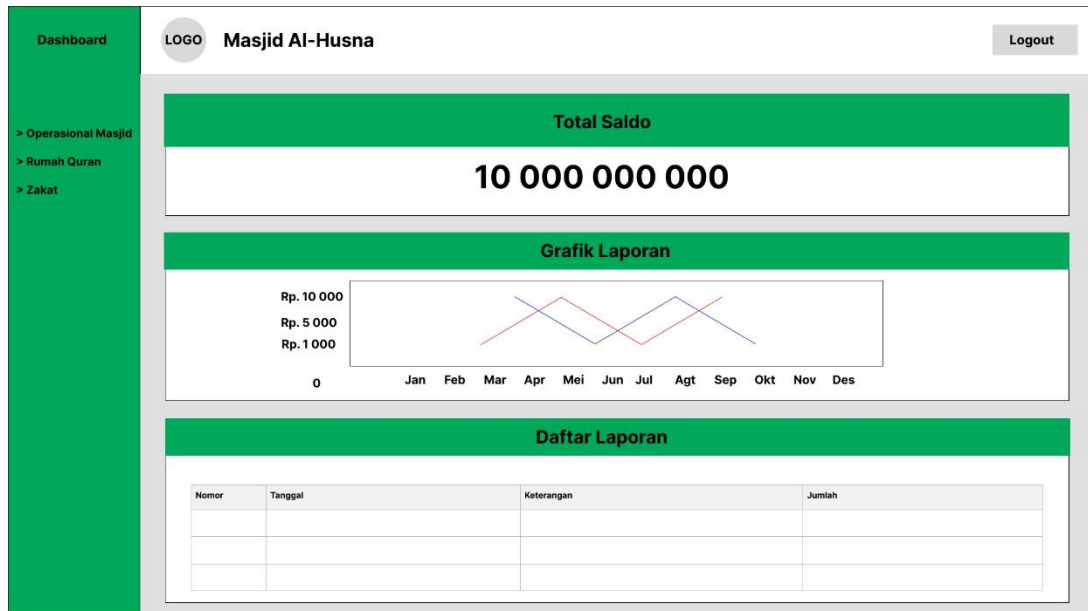 Dashboard
LOGO
Masjid Al-Husna
Logout
> Operasional Masjid
> Rumah Quran
> Zakat
Total Saldo
10 000 000 000
Grafik Laporan
Rp. 10 000
Rp. 5 000
Rp. 1 000
0 Jan Feb Mar Apr Mei Jun Jul Agt Sep Okt Nov Des
Daftar Laporan
Nomor Tanggal Keterangan Jumlah